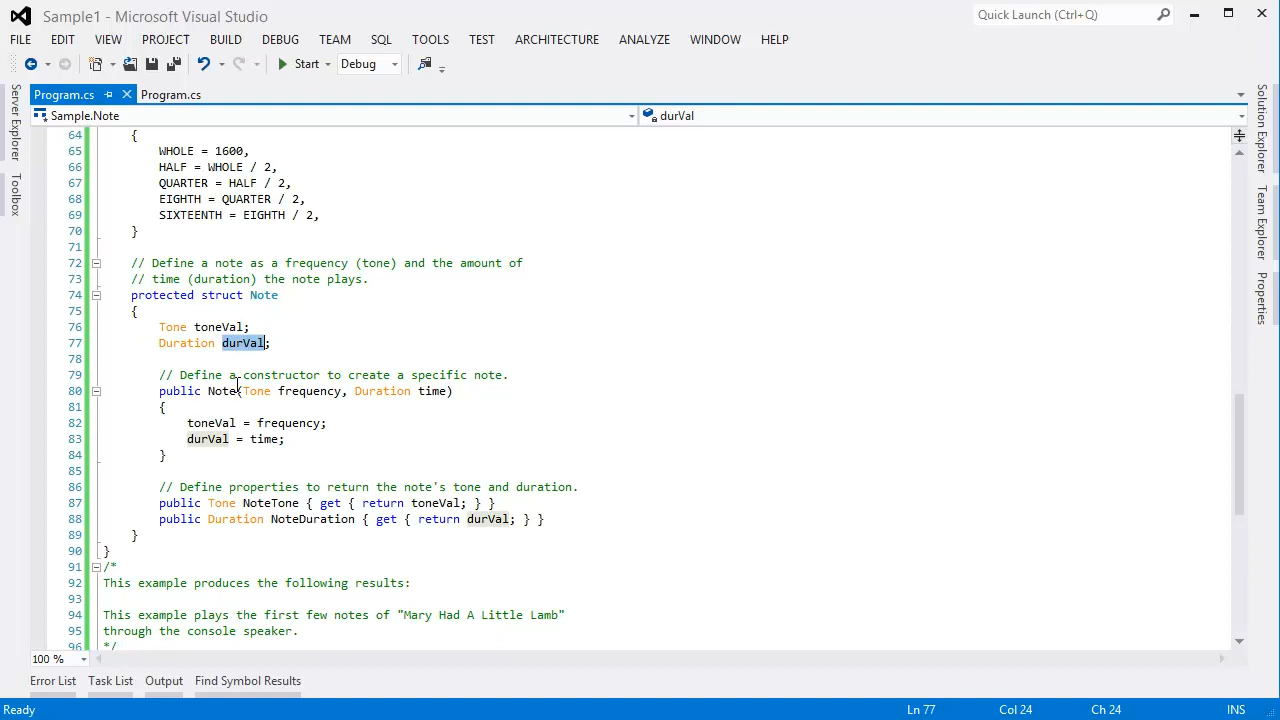 Sample1 - Microsoft Visual Studio
Quick Launch (Ctrl+Q)
FILE EDIT VIEW PROJECT BUILD DEBUG TEAM SQL TOOLS TEST ARCHITECTURE ANALYZE WINDOW HELP
Start Debug
Server Explorer
Toolbox
Program.cs Program.cs
Sample.Note durVal
64 {
65 WHOLE = 1600,
66 HALF = WHOLE / 2,
67 QUARTER = HALF / 2,
68 EIGHTH = QUARTER / 2,
69 SIXTEENTH = EIGHTH / 2,
70 }
71
72 // Define a note as a frequency (tone) and the amount of
73 // time (duration) the note plays.
74 protected struct Note
75 {
76 Tone toneVal;
77 Duration durVal;
78
79 // Define a constructor to create a specific note.
80 public Note(Tone frequency, Duration time)
81 {
82 toneVal = frequency;
83 durVal = time;
84 }
85
86 // Define properties to return the note's tone and duration.
87 public Tone NoteTone { get { return toneVal; } }
88 public Duration NoteDuration { get { return durVal; } }
89 }
90 }
91 /*
92 This example produces the following results:
93
94 This example plays the first few notes of "Mary Had A Little Lamb"
95 through the console speaker.
96 */
Solution Explorer
Team Explorer
Properties
100 %
Error List Task List Output Find Symbol Results
Ready Ln 77 Col 24 Ch 24 INS